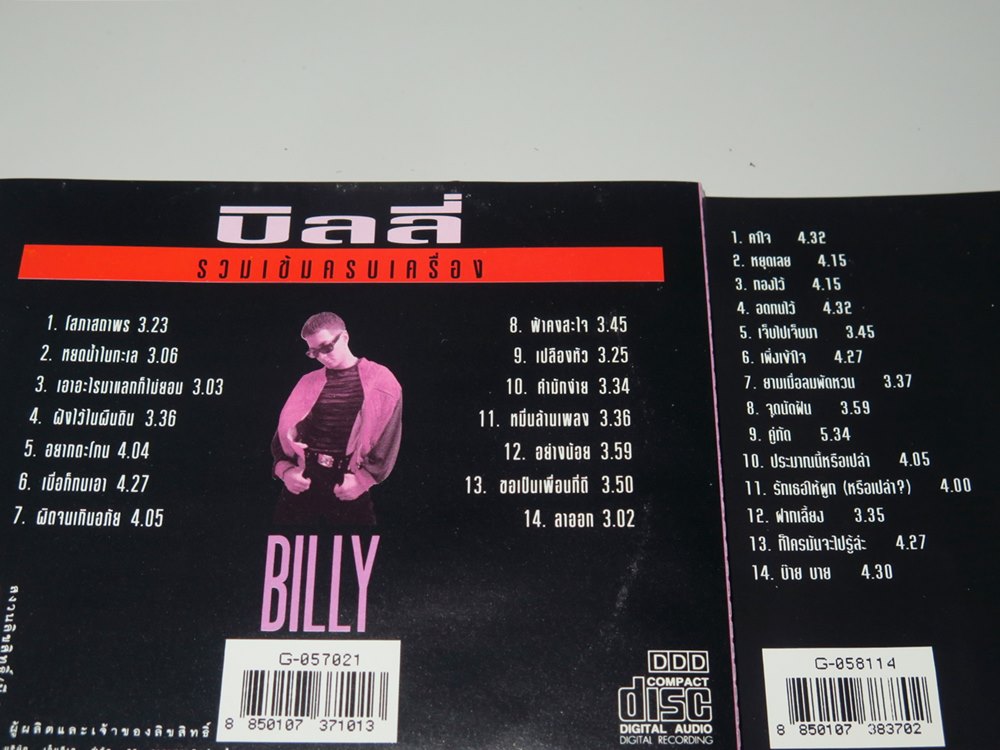 บิลลี่
รวมเข้มครบเครื่อง
1. โสภาสถาพร 3.23
2. หยดน้ำในทะเล 3.06
3. เอาอะไรมาแลกก็ไม่ยอม 3.03
4. ฝังไว้ในผืนดิน 3.36
5. อยากตะโกน 4.04
6. เบื่อก็ทนเอา 4.27
7. ผิดจนเกินอภัย 4.05
8. ฟ้าคงสะใจ 3.45
9. เปลืองตัว 3.25
10. คำมักง่าย 3.34
11. หมื่นล้านเพลง 3.36
12. อย่างน้อย 3.59
13. ขอเป็นเพื่อนที่ดี 3.50
14. ลาออก 3.02
BILLY
G-057021
8 850107 371013
DDD
COMPACT
disc
DIGITAL AUDIO
DIGITAL RECORDING
ผู้ผลิตและเจ้าของลิขสิทธิ์
1. คาใจ 4.32
2. หยุดเลย 4.15
3. ท่องไว้ 4.15
4. อดทนไว้ 4.32
5. เจ็บไปเจ็บมา 3.45
6. เพิ่งเข้าใจ 4.27
7. ยามเมื่อลมพัดหวน 3.37
8. จุดนัดฝัน 3.59
9. คู่กัด 5.34
10. ประมาณนี้หรือเปล่า 4.05
11. รักเธอให้ผูก (หรือเปล่า?) 4.00
12. ฝากเลี้ยง 3.35
13. ก็ใครมันจะไปรู้ล่ะ 4.27
14. บ๊าย บาย 4.30
G-058114
8 850107 383702